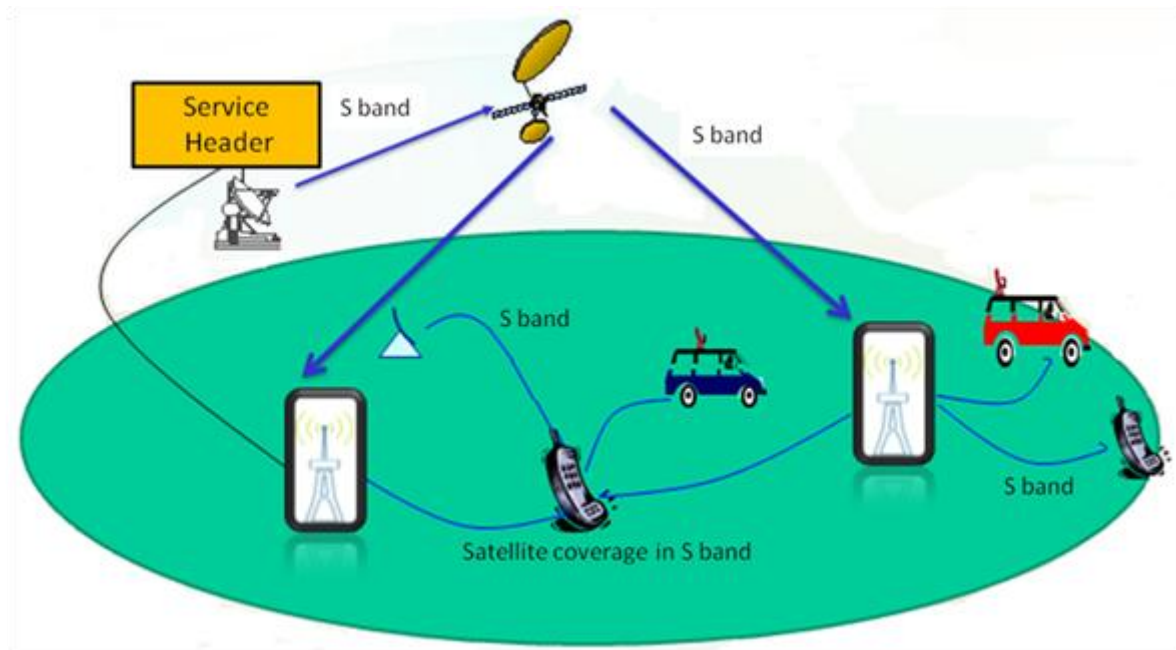 Service
Header
S band
S band
S band
S band
Satellite coverage in S band